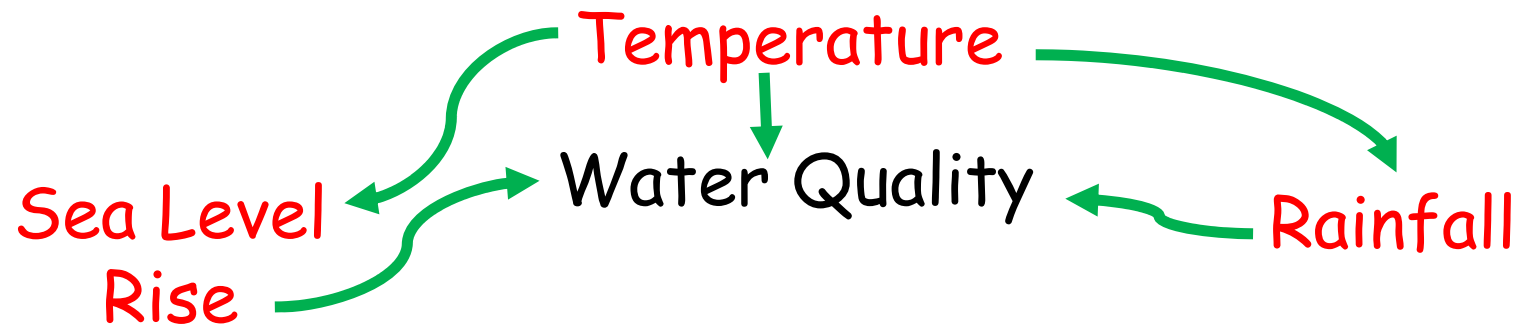 Temperature
Water Quality
Sea Level
Rise
Rainfall